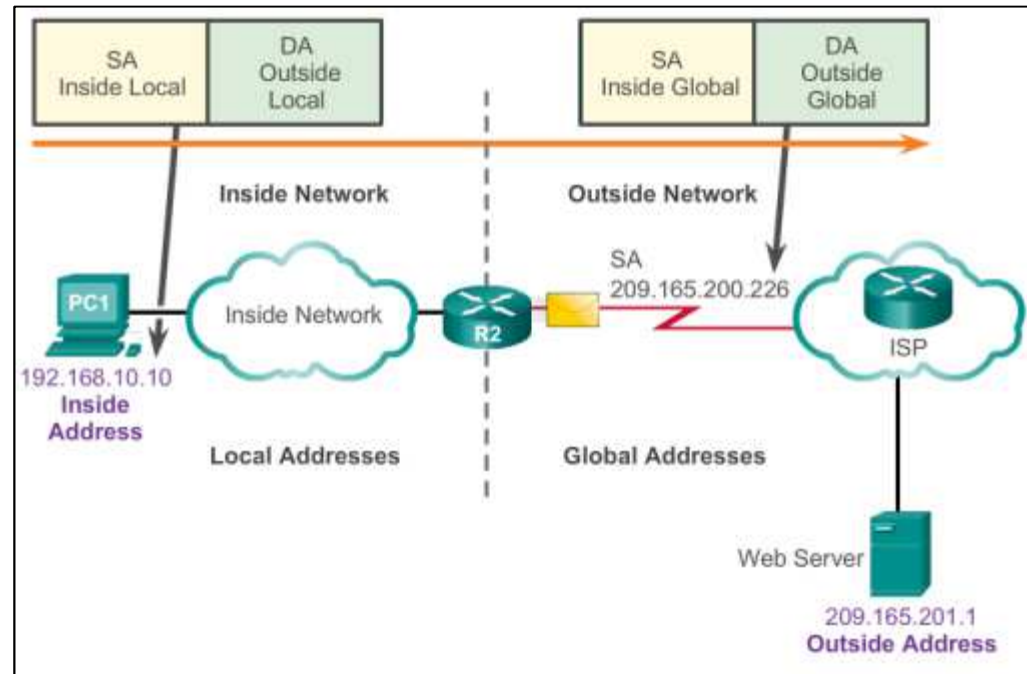 SA
Inside Local
DA
Outside
Local
SA
Inside Global
DA
Outside
Global
Inside Network
Outside Network
SA
209.165.200.226
PC1
Inside Network
R2
ISP
192.168.10.10
Inside
Address
Local Addresses
Global Addresses
Web Server
209.165.201.1
Outside Address